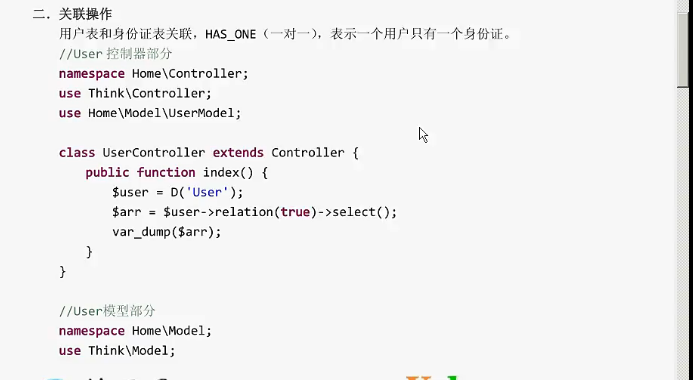 二．关联操作
用户表和身份证表关联，HAS_ONE（一对一），表示一个用户只有一个身份证。
//User 控制器部分
namespace Home\Controller;
use Think\Controller;
use Home\Model\UserModel;
class UserController extends Controller {
public function index() {
$user = D('User');
$arr = $user->relation(true)->select();
var_dump($arr);
}
}
//User模型部分
namespace Home\Model;
use Think\Model;